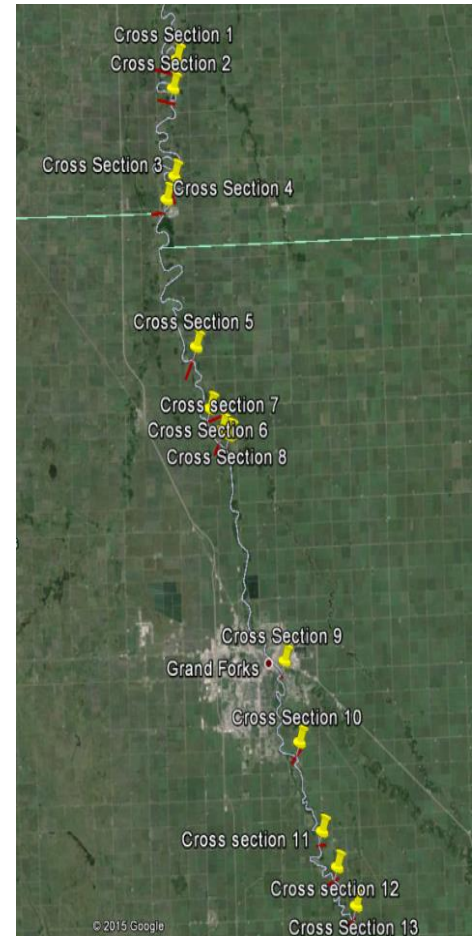 Cross Section 1
Cross Section 2
Cross Section 3
Cross Section 4
Cross Section 5
Cross section 7
Cross Section 6
Cross Section 8
Cross Section 9
Grand Forks
Cross Section 10
Cross section 11
Cross section 12
© 2015 Google
Cross Section 13